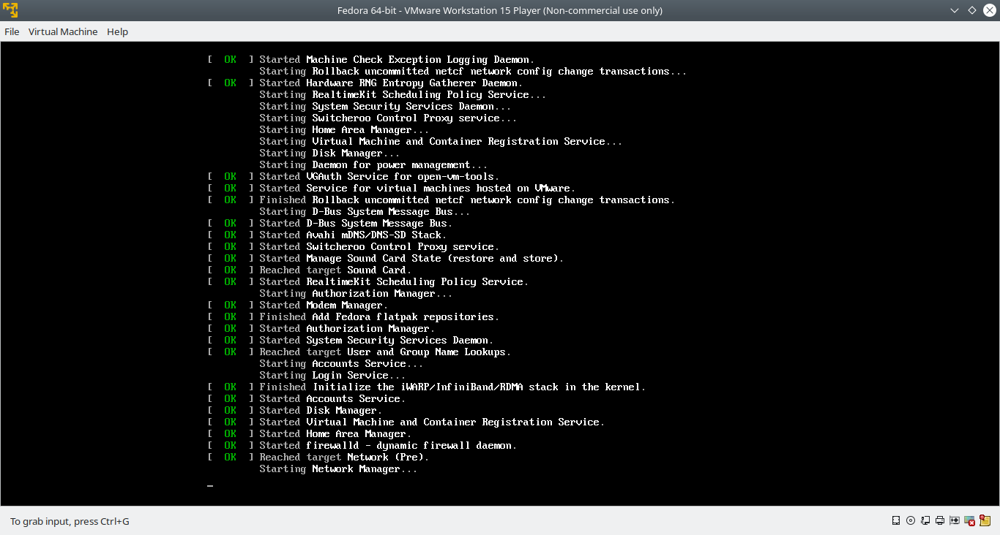 Fedora 64-bit - VMware Workstation 15 Player (Non-commercial use only)
File Virtual Machine Help
[ OK ] Started Machine Check Exception Logging Daemon.
Starting Rollback uncommitted netcf network config change transactions...
[ OK ] Started Hardware RNG Entropy Gatherer Daemon.
Starting RealtimeKit Scheduling Policy Service...
Starting System Security Services Daemon...
Starting Switcheroo Control Proxy service...
Starting Home Area Manager...
Starting Virtual Machine and Container Registration Service...
Starting Disk Manager...
Starting Daemon for power management...
[ OK ] Started VGAuth Service for open-vm-tools.
[ OK ] Started Service for virtual machines hosted on VMware.
[ OK ] Finished Rollback uncommitted netcf network config change transactions.
Starting D-Bus System Message Bus...
[ OK ] Started D-Bus System Message Bus.
[ OK ] Started Avahi mDNS/DNS-SD Stack.
[ OK ] Started Switcheroo Control Proxy service.
[ OK ] Started Manage Sound Card State (restore and store).
[ OK ] Reached target Sound Card.
[ OK ] Started RealtimeKit Scheduling Policy Service.
Starting Authorization Manager...
[ OK ] Started Modem Manager.
[ OK ] Finished Add Fedora flatpak repositories.
[ OK ] Started Authorization Manager.
[ OK ] Started System Security Services Daemon.
[ OK ] Reached target User and Group Name Lookups.
Starting Accounts Service...
Starting Login Service...
[ OK ] Finished Initialize the iWARP/InfiniBand/RDMA stack in the kernel.
[ OK ] Started Accounts Service.
[ OK ] Started Disk Manager.
[ OK ] Started Virtual Machine and Container Registration Service.
[ OK ] Started Home Area Manager.
[ OK ] Started firewalld - dynamic firewall daemon.
[ OK ] Reached target Network (Pre).
Starting Network Manager...
_
To grab input, press Ctrl+G